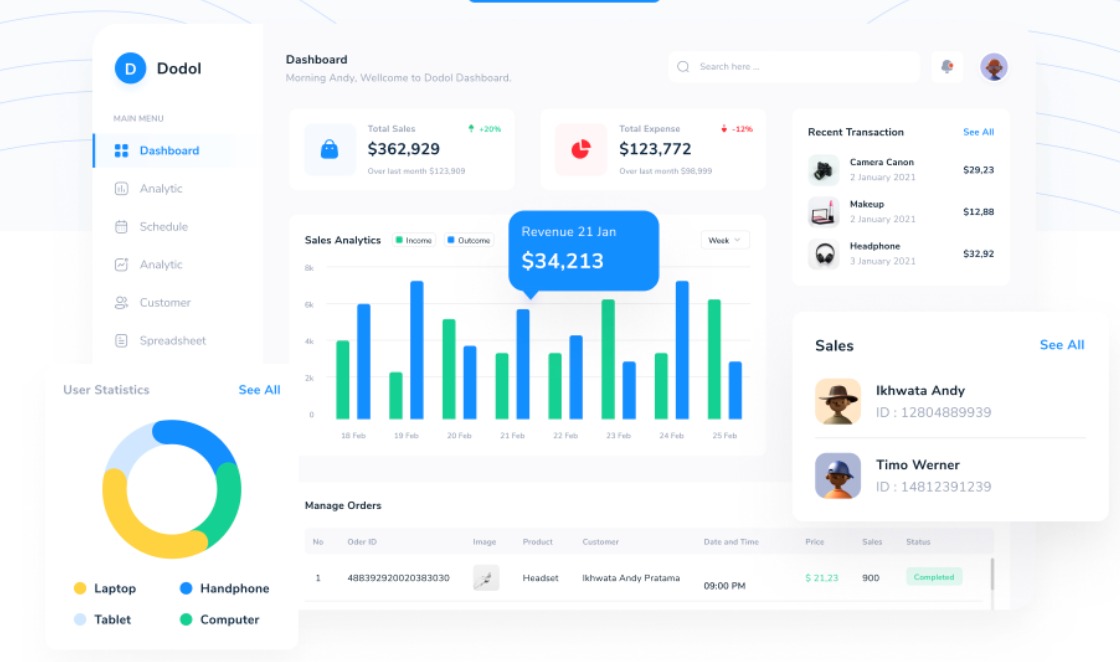 D Dodol
MAIN MENU
Dashboard
Analytic
Schedule
Analytic
Customer
Spreadsheet
Dashboard
Morning Andy, Wellcome to Dodol Dashboard.
Search here ...
Total Sales
+20%
$362,929
Over last month $123,909
Total Expense
-12%
$123,772
Over last month $98,999
Recent Transaction
See All
Camera Canon
2 January 2021
$29,23
Makeup
2 January 2021
$12,88
Headphone
3 January 2021
$32,92
Sales Analytics
Income
Outcome
Week
Revenue 21 Jan
$34,213
8k
6k
4k
2k
0
18 Feb 19 Feb 20 Feb 21 Feb 22 Feb 23 Feb 24 Feb 25 Feb
Sales
See All
Ikhwata Andy
ID : 12804889939
Timo Werner
ID : 14812391239
User Statistics
See All
Laptop
Handphone
Tablet
Computer
Manage Orders
No Oder ID Image Product Customer Date and Time Price Sales Status
1 488392920020383030 Headset Ikhwata Andy Pratama 09:00 PM $ 21,23 900 Completed